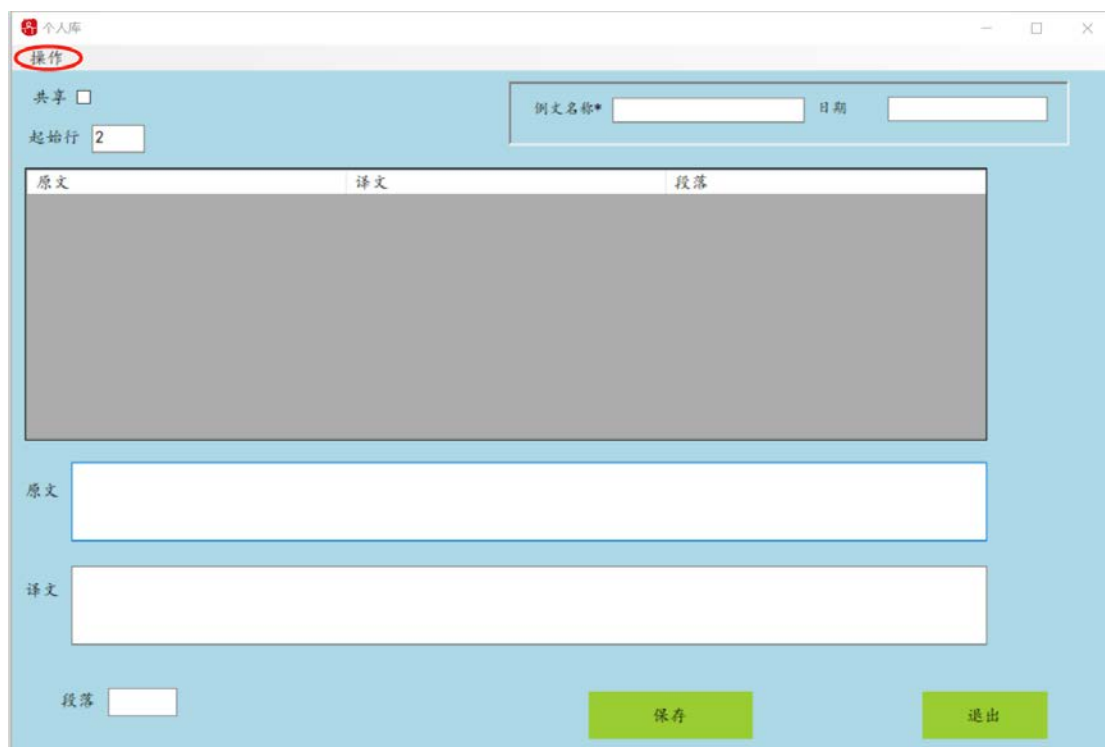 个人库
操作
共享
例文名称* 日期
起始行 2
原文 译文 段落
原文
译文
段落
保存 退出